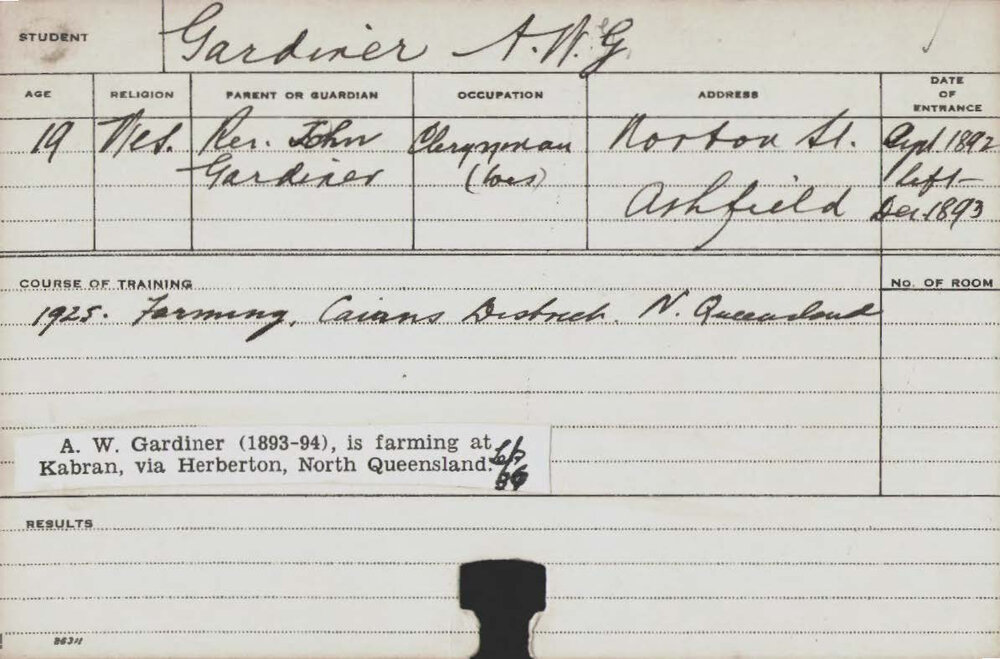 STUDENT Gardiner A. W. G
AGE RELIGION PARENT OR GUARDIAN OCCUPATION ADDRESS DATE OF ENTRANCE
19 Wes. Rev. John Clergyman Norton St. Sept 1892
Gardiner (Wes) left
Ashfield Dec. 1893
COURSE OF TRAINING No. OF ROOM
1925. Farming, Cairns District. N. Queensland
A. W. Gardiner (1893-94), is farming at
Kabran, via Herberton, North Queensland.
RESULTS